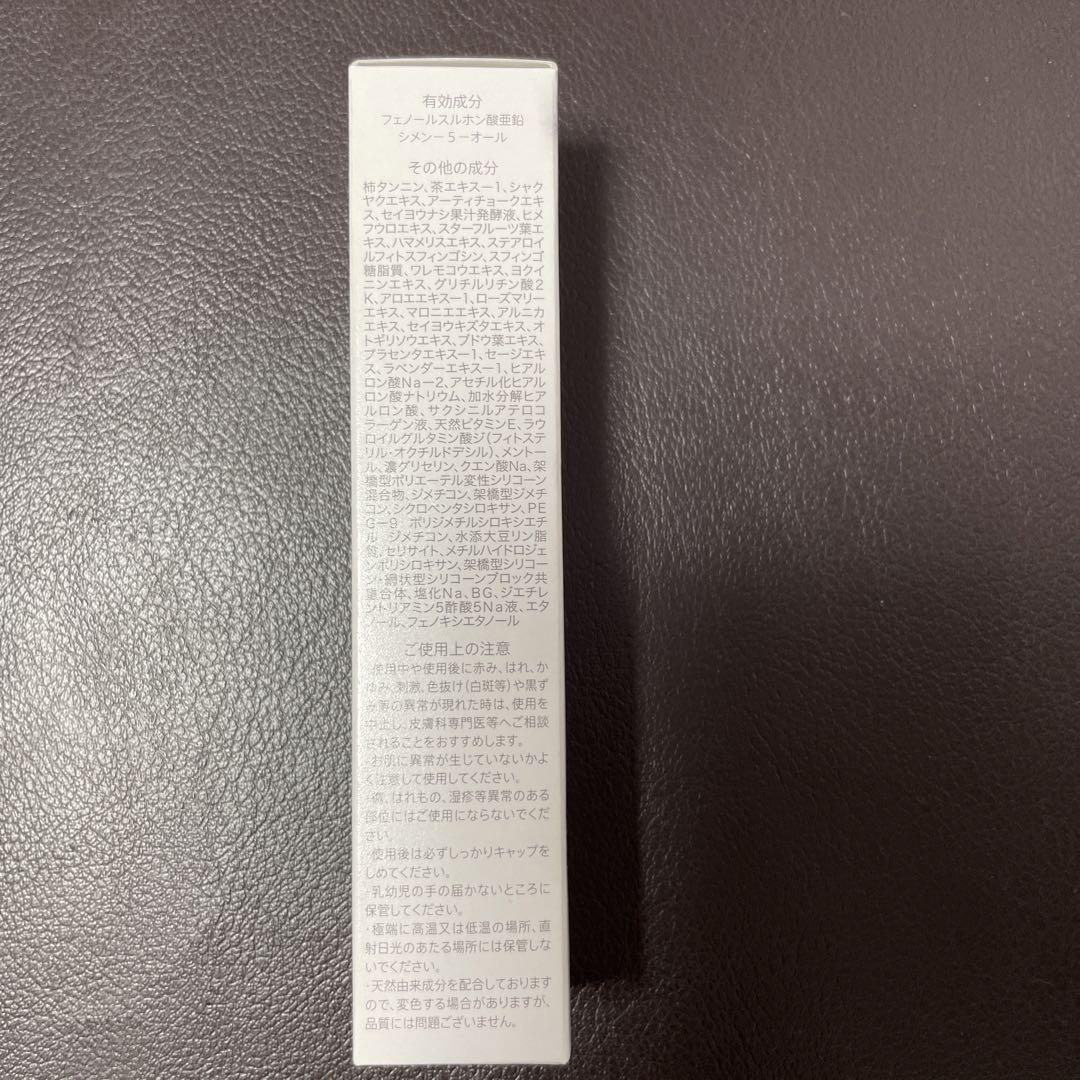 有効成分
フェノールスルホン酸亜鉛
シメン－5－オール
その他の成分
柿タンニン、茶エキス－1、シャク
ヤクエキス、アーティチョークエキ
ス、セイヨウナシ果汁発酵液、ヒメ
フウロエキス、スターフルーツ葉エ
キス、ハマメリスエキス、ステアロイ
ルフィトスフィンゴシン、スフィンゴ
糖脂質、ワレモコウエキス、ヨクイ
ニンエキス、グリチルリチン酸2
K、アロエエキス－1、ローズマリー
エキス、マロニエエキス、アルニカ
エキス、セイヨウキズタエキス、オ
トギリソウエキス、ブドウ葉エキス、
プラセンタエキス－1、セージエキ
ス、ラベンダーエキス－1、ヒアル
ロン酸Na－2、アセチル化ヒアル
ロン酸ナトリウム、加水分解ヒア
ルロン酸、サクシニルアテロコ
ラーゲン液、天然ビタミンE、ラウ
ロイルグルタミン酸ジ（フィトステ
リル・オクチルドデシル）、メントー
ル、濃グリセリン、クエン酸Na、架
橋型ポリエーテル変性シリコーン
混合物、ジメチコン、架橋型ジメチ
コン、シクロペンタシロキサン、PE
G－9 ポリジメチルシロキシエチ
ル ジメチコン、水添大豆リン脂
質、セリサイト、メチルハイドロジェ
ンポリシロキサン、架橋型シリコー
ン・網状型シリコーンブロック共
重合体、塩化Na、BG、ジエチレ
ントリアミン5酢酸5Na液、エタ
ノール、フェノキシエタノール
ご使用上の注意
・使用中や使用後に赤み、はれ、か
ゆみ、刺激、色抜け（白斑等）や黒ず
み等の異常が現れた時は、使用を
中止し、皮膚科専門医等へご相談
されることをおすすめします。
・お肌に異常が生じていないかよ
く注意して使用してください。
・傷、はれもの、湿疹等異常のある
部位にはご使用にならないでくだ
さい。
・使用後は必ずしっかりキャップを
しめてください。
・乳幼児の手の届かないところに
保管してください。
・極端に高温又は低温の場所、直
射日光のあたる場所には保管しな
いでください。
・天然由来成分を配合しております
ので、変色する場合がありますが、
品質には問題ございません。